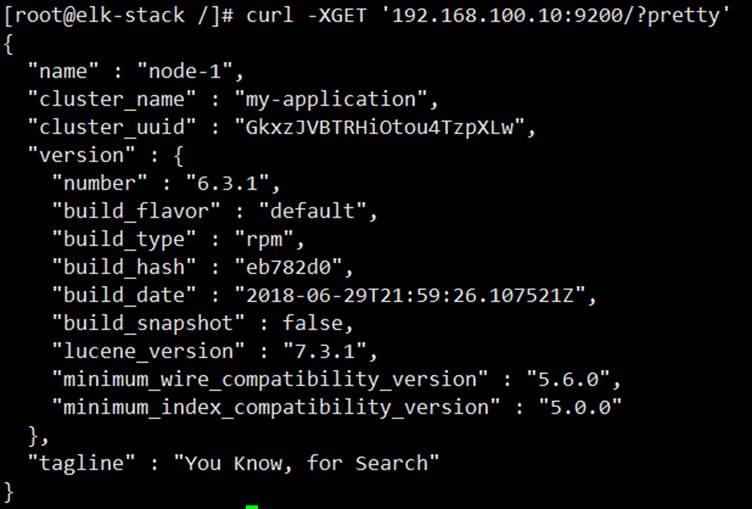 [root@elk-stack /]# curl -XGET '192.168.100.10:9200/?pretty'
{
  "name" : "node-1",
  "cluster_name" : "my-application",
  "cluster_uuid" : "GkxzJVBTRHiOtou4TzpXLw",
  "version" : {
    "number" : "6.3.1",
    "build_flavor" : "default",
    "build_type" : "rpm",
    "build_hash" : "eb782d0",
    "build_date" : "2018-06-29T21:59:26.107521Z",
    "build_snapshot" : false,
    "lucene_version" : "7.3.1",
    "minimum_wire_compatibility_version" : "5.6.0",
    "minimum_index_compatibility_version" : "5.0.0"
  },
  "tagline" : "You Know, for Search"
}